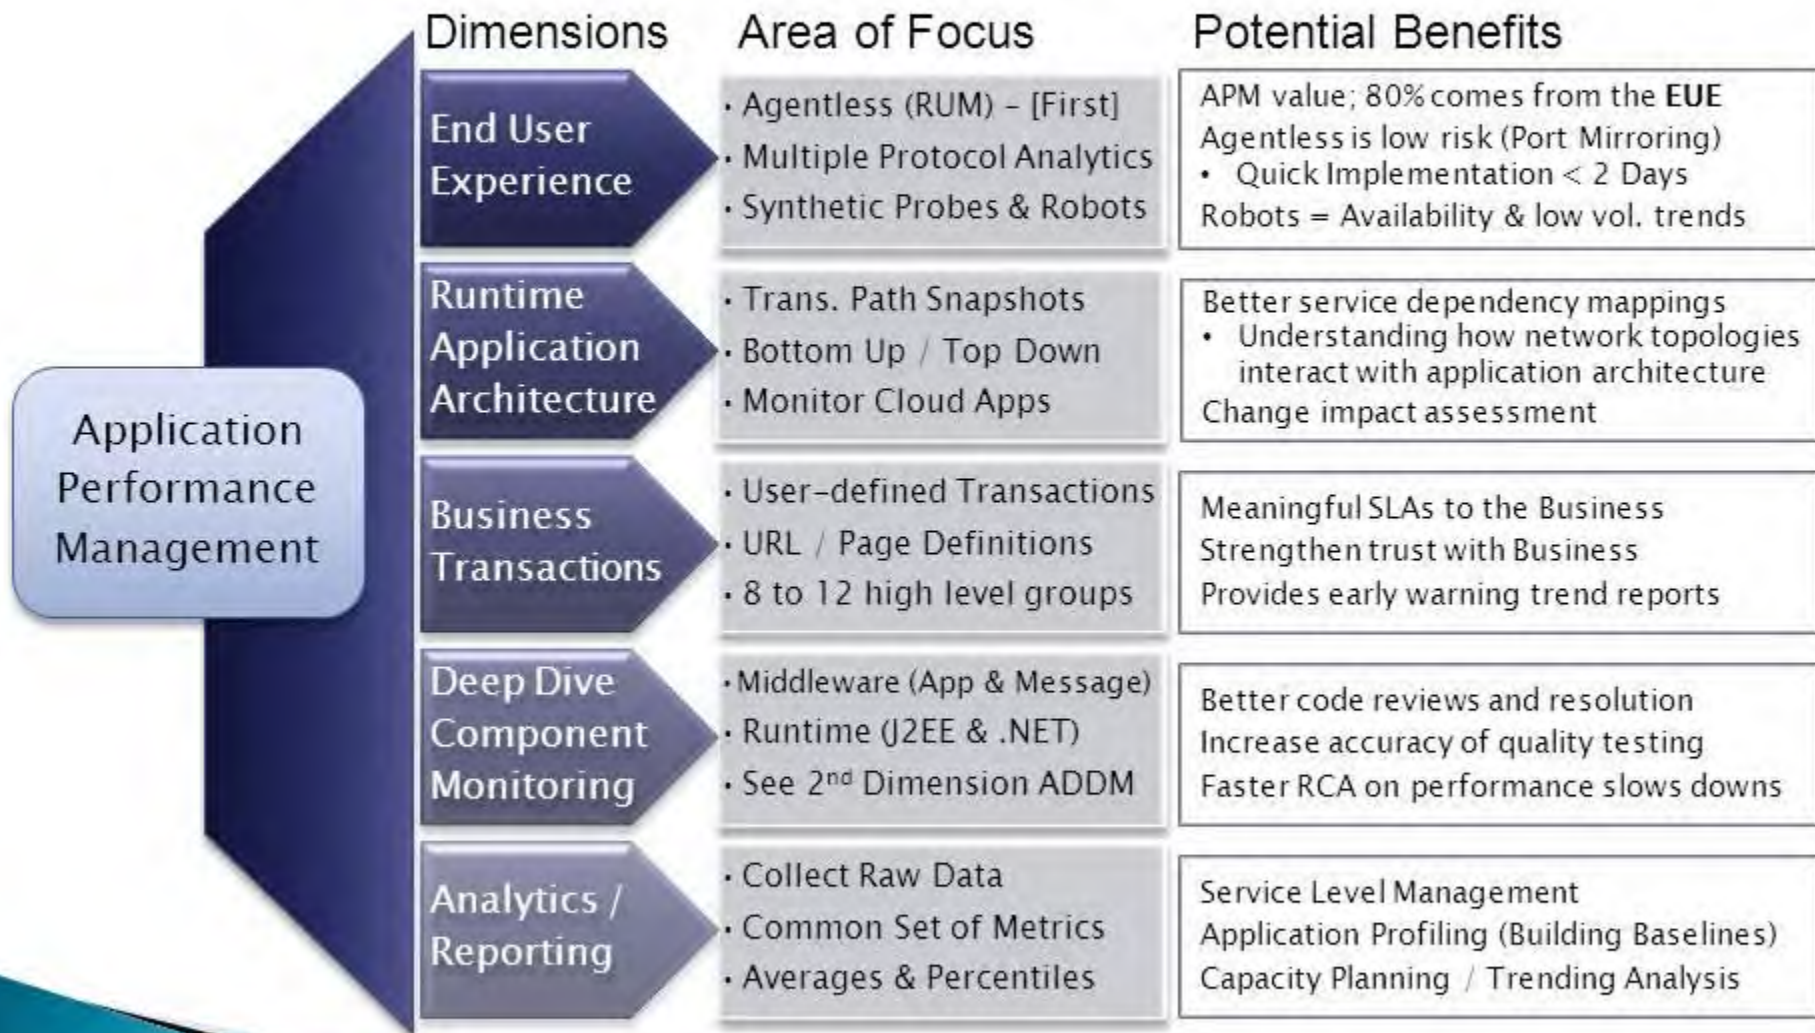 Dimensions
Area of Focus
Potential Benefits
Application
Performance
Management
End User
Experience
· Agentless (RUM) – [First]
· Multiple Protocol Analytics
· Synthetic Probes & Robots
APM value; 80% comes from the EUE
Agentless is low risk (Port Mirroring)
• Quick Implementation < 2 Days
Robots = Availability & low vol. trends
Runtime
Application
Architecture
· Trans. Path Snapshots
· Bottom Up / Top Down
· Monitor Cloud Apps
Better service dependency mappings
• Understanding how network topologies
interact with application architecture
Change impact assessment
Business
Transactions
· User-defined Transactions
· URL / Page Definitions
· 8 to 12 high level groups
Meaningful SLAs to the Business
Strengthen trust with Business
Provides early warning trend reports
Deep Dive
Component
Monitoring
· Middleware (App & Message)
· Runtime (J2EE & .NET)
· See 2nd Dimension ADDM
Better code reviews and resolution
Increase accuracy of quality testing
Faster RCA on performance slows downs
Analytics /
Reporting
· Collect Raw Data
· Common Set of Metrics
· Averages & Percentiles
Service Level Management
Application Profiling (Building Baselines)
Capacity Planning / Trending Analysis